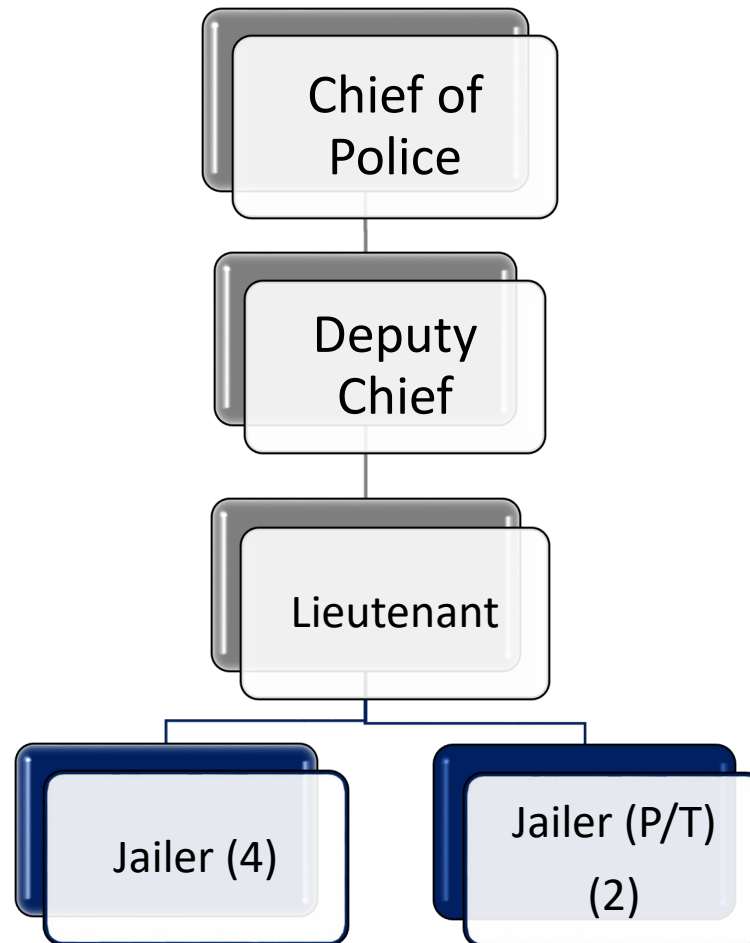 Chief of
Police
Deputy
Chief
Lieutenant
Jailer (4)
Jailer (P/T)
(2)